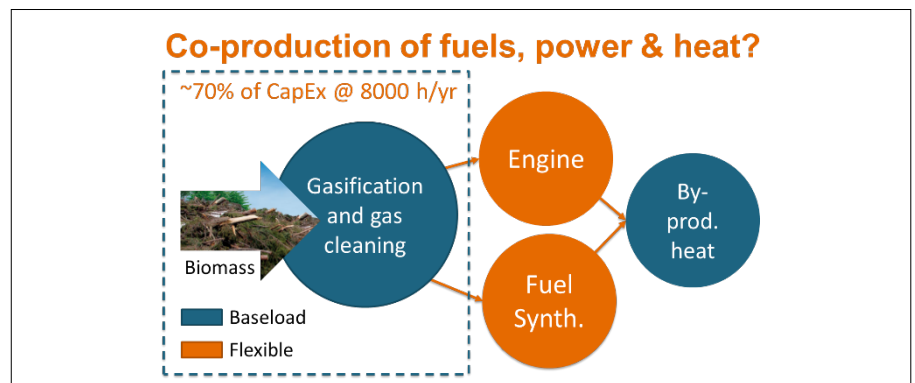 Co-production of fuels, power & heat?
~70% of CapEx @ 8000 h/yr
Gasification
and gas
cleaning
Biomass
Engine
Fuel
Synth.
By-
prod.
heat
Baseload
Flexible